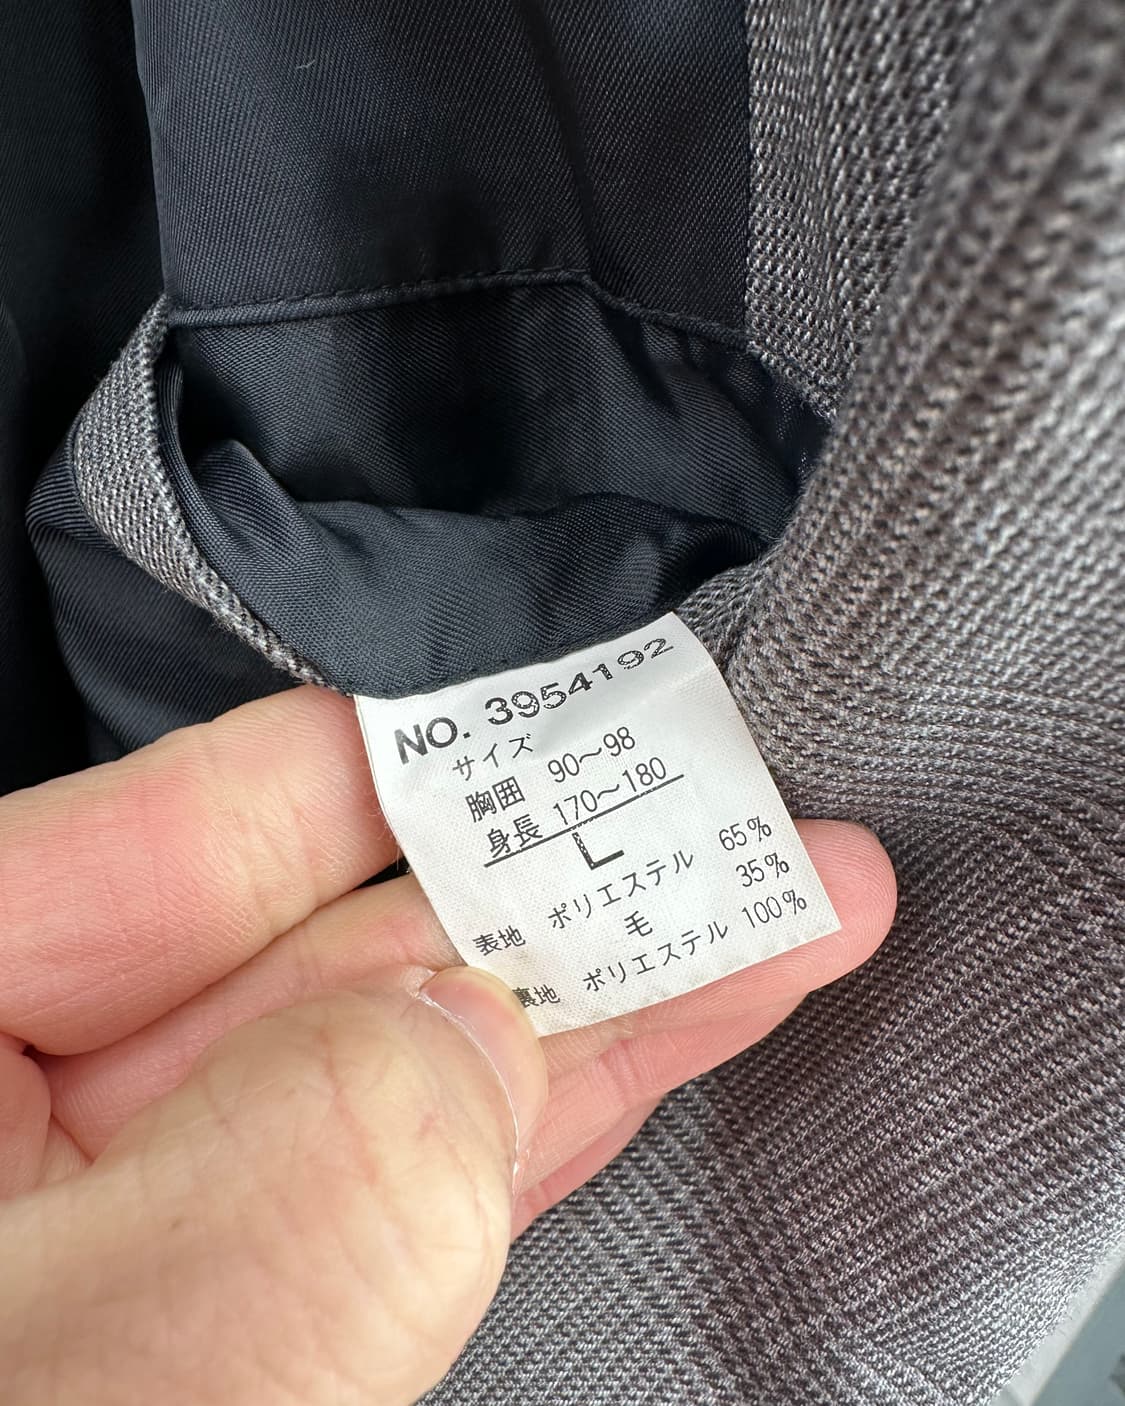 NO. 3954192
サイズ
胸囲 90～98
身長 170～180
L
表地 ポリエステル 65%
毛 35%
裏地 ポリエステル 100%